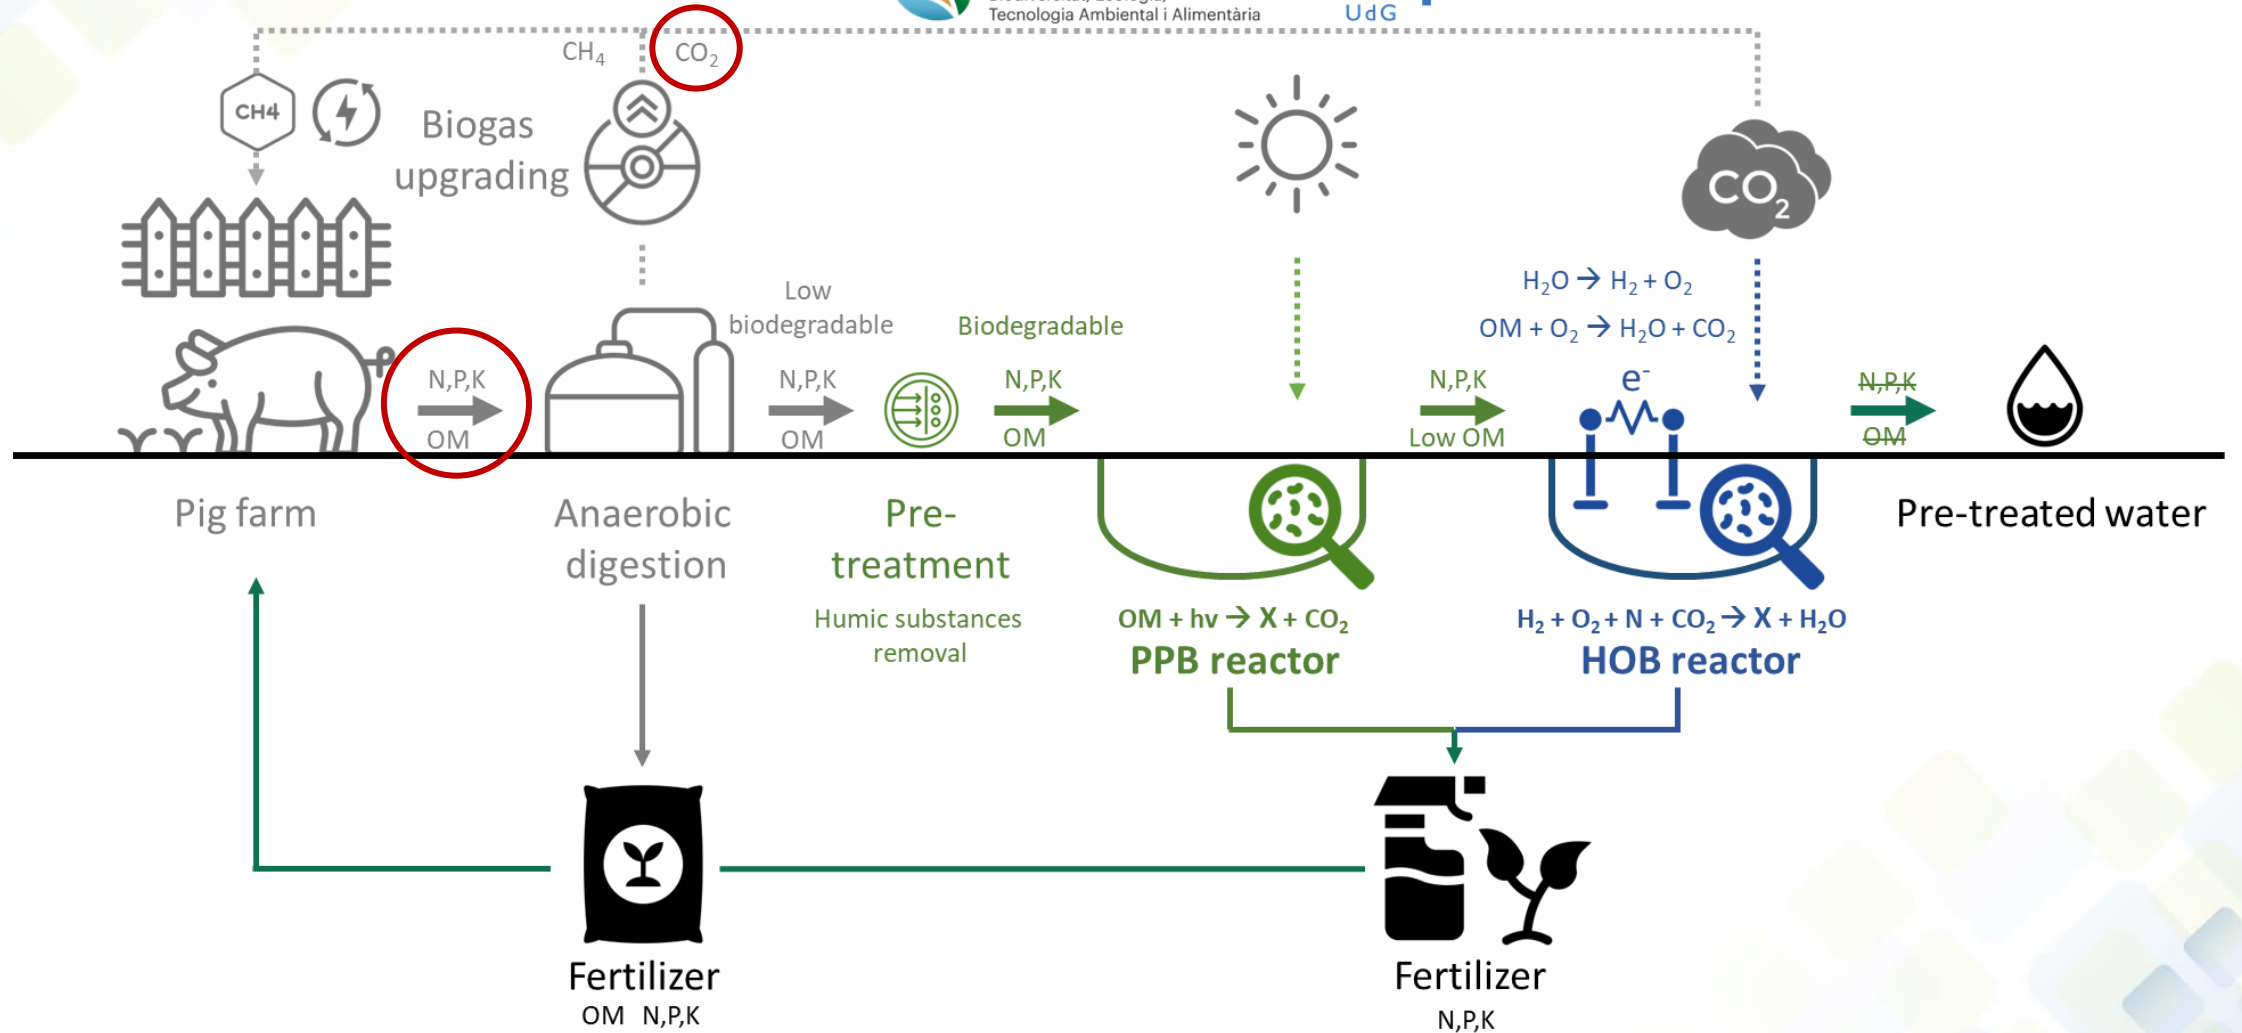 Tecnologia Ambiental i Alimentària
UdG
CH₄
CO₂
CH4
Biogas
upgrading
CO₂
Low
biodegradable
Biodegradable
H₂O → H₂ + O₂
OM + O₂ → H₂O + CO₂
N,P,K
OM
N,P,K
OM
N,P,K
OM
N,P,K
Low OM
e⁻
N,P,K
OM
Pig farm
Anaerobic
digestion
Pre-
treatment
Humic substances
removal
OM + hv → X + CO₂
PPB reactor
H₂ + O₂ + N + CO₂ → X + H₂O
HOB reactor
Pre-treated water
Fertilizer
OM N,P,K
Fertilizer
N,P,K